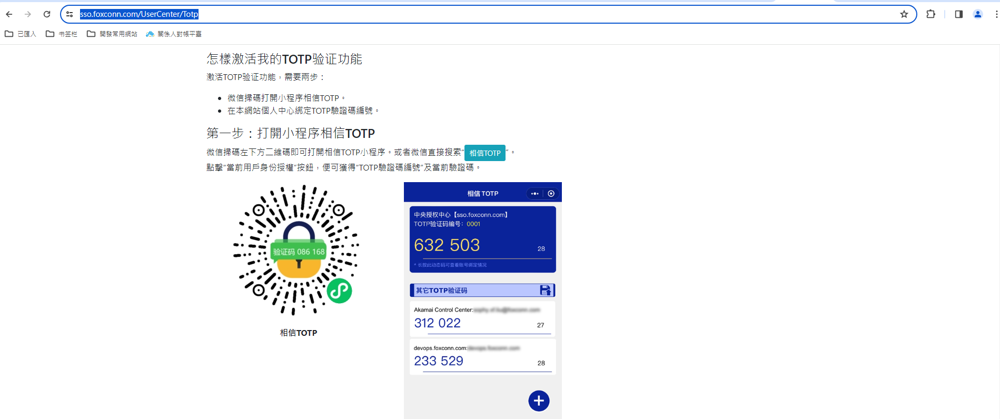 sso.foxconn.com/UserCenter/Totp
已匯入 书签栏 開發常用網站 關係人對帳平臺
怎樣激活我的TOTP验证功能
激活TOTP验证功能，需要兩步：
微信掃碼打開小程序相信TOTP。
在本網站個人中心綁定TOTP驗證碼編號。
第一步：打開小程序相信TOTP
微信掃碼左下方二維碼即可打開相信TOTP小程序。或者微信直接搜索“相信TOTP”。
點擊“當前用戶身份授權”按鈕，便可獲得“TOTP驗證碼編號”及當前驗證碼。
验证码 086 168
相信TOTP
相信 TOTP
中央授权中心【sso.foxconn.com】
TOTP验证码编号：0001
632 503 28
* 长按此动态码可查看账号绑定情况
其它TOTP验证码
Akamai Control Center:
312 022 27
devops.foxconn.com:
233 529 28